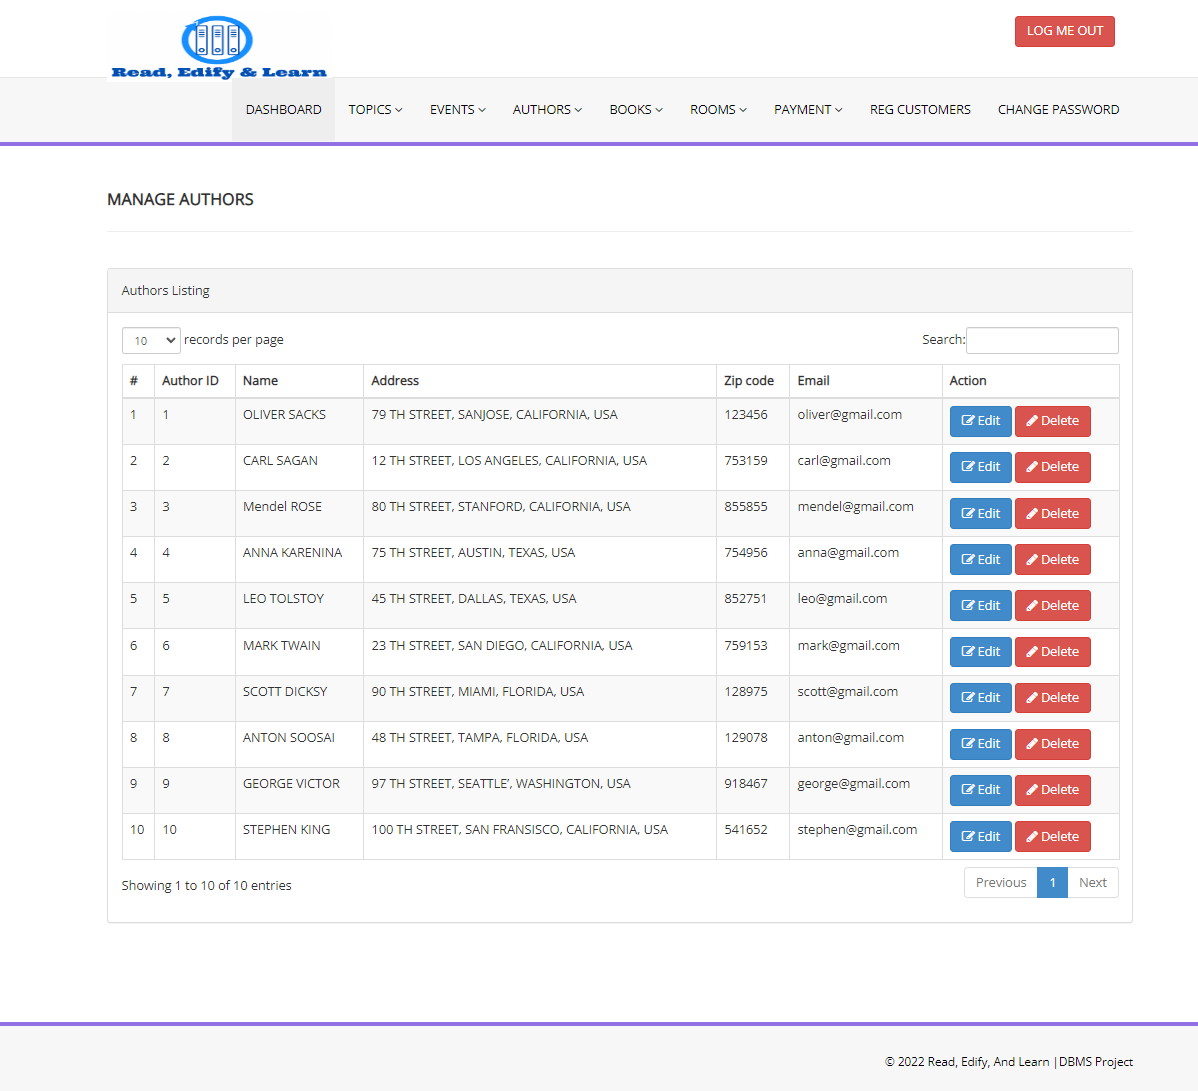 Read, Edify & Learn
LOG ME OUT
DASHBOARD TOPICS EVENTS AUTHORS BOOKS ROOMS PAYMENT REG CUSTOMERS CHANGE PASSWORD
MANAGE AUTHORS
Authors Listing
10 records per page Search:
# Author ID Name Address Zip code Email Action
1 1 OLIVER SACKS 79 TH STREET, SANJOSE, CALIFORNIA, USA 123456 oliver@gmail.com Edit Delete
2 2 CARL SAGAN 12 TH STREET, LOS ANGELES, CALIFORNIA, USA 753159 carl@gmail.com Edit Delete
3 3 Mendel ROSE 80 TH STREET, STANFORD, CALIFORNIA, USA 855855 mendel@gmail.com Edit Delete
4 4 ANNA KARENINA 75 TH STREET, AUSTIN, TEXAS, USA 754956 anna@gmail.com Edit Delete
5 5 LEO TOLSTOY 45 TH STREET, DALLAS, TEXAS, USA 852751 leo@gmail.com Edit Delete
6 6 MARK TWAIN 23 TH STREET, SAN DIEGO, CALIFORNIA, USA 759153 mark@gmail.com Edit Delete
7 7 SCOTT DICKSY 90 TH STREET, MIAMI, FLORIDA, USA 128975 scott@gmail.com Edit Delete
8 8 ANTON SOOSAI 48 TH STREET, TAMPA, FLORIDA, USA 129078 anton@gmail.com Edit Delete
9 9 GEORGE VICTOR 97 TH STREET, SEATTLE’, WASHINGTON, USA 918467 george@gmail.com Edit Delete
10 10 STEPHEN KING 100 TH STREET, SAN FRANSISCO, CALIFORNIA, USA 541652 stephen@gmail.com Edit Delete
Showing 1 to 10 of 10 entries Previous 1 Next
© 2022 Read, Edify, And Learn |DBMS Project